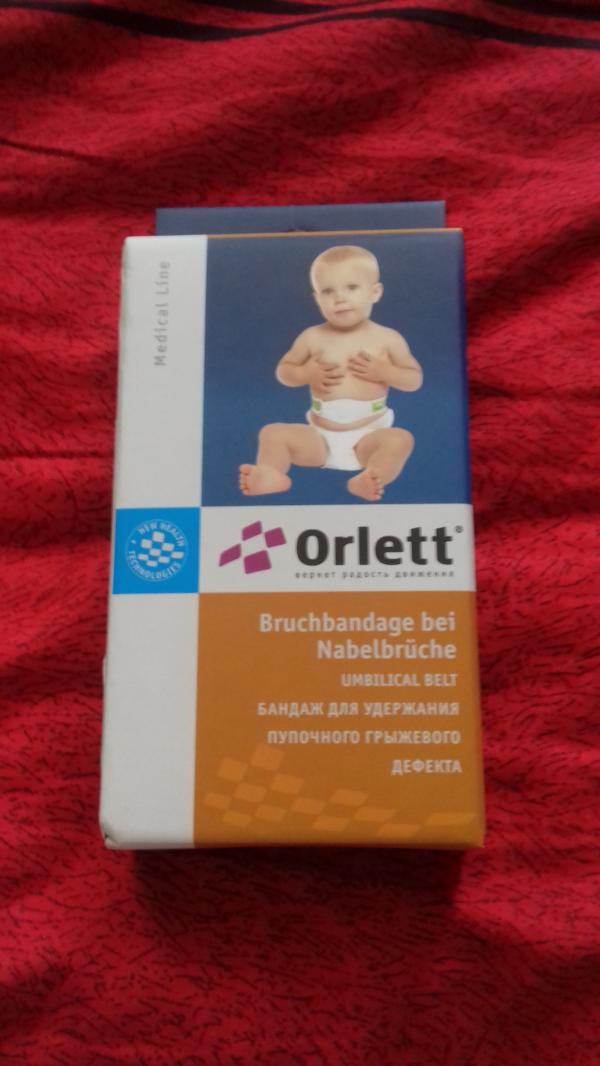 Medical Line
NEW HEALTH
TECHNOLOGIES
Orlett®
вернет радость движения
Bruchbandage bei
Nabelbrüche
UMBILICAL BELT
БАНДАЖ ДЛЯ УДЕРЖАНИЯ
ПУПОЧНОГО ГРЫЖЕВОГО
ДЕФЕКТА